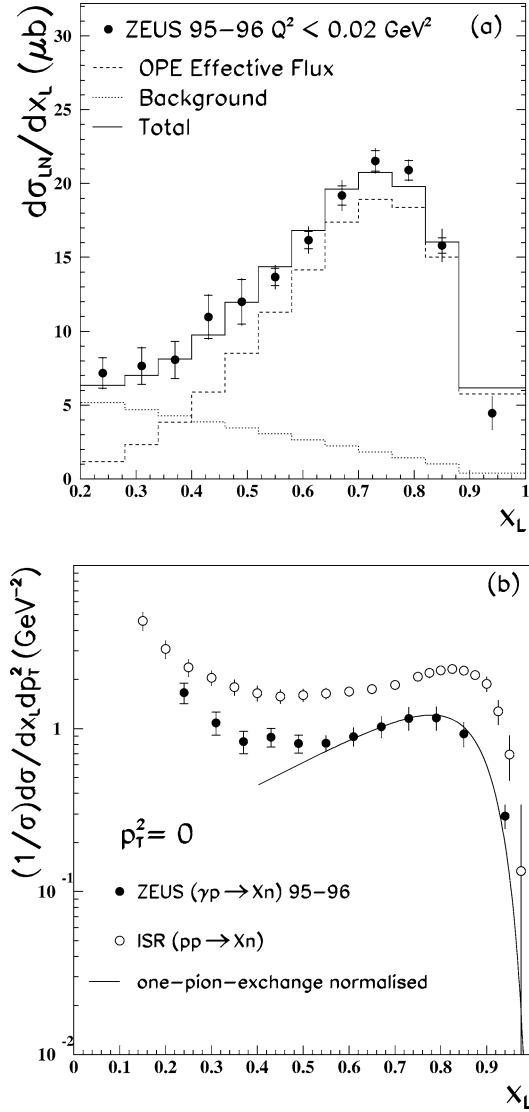 ZEUS 95–96 Q² < 0.02 GeV²
(a)
OPE Effective Flux
Background
Total
dσ_LN/dx_L (μb)
30
25
20
15
10
5
0
0.2 0.3 0.4 0.5 0.6 0.7 0.8 0.9 1
x_L
(b)
(1/σ)dσ/dx_L dp_T² (GeV⁻²)
1
10⁻¹
10⁻²
p_T² = 0
ZEUS (γp→Xn) 95–96
ISR (pp→Xn)
one–pion–exchange normalised
0 0.1 0.2 0.3 0.4 0.5 0.6 0.7 0.8 0.9
x_L